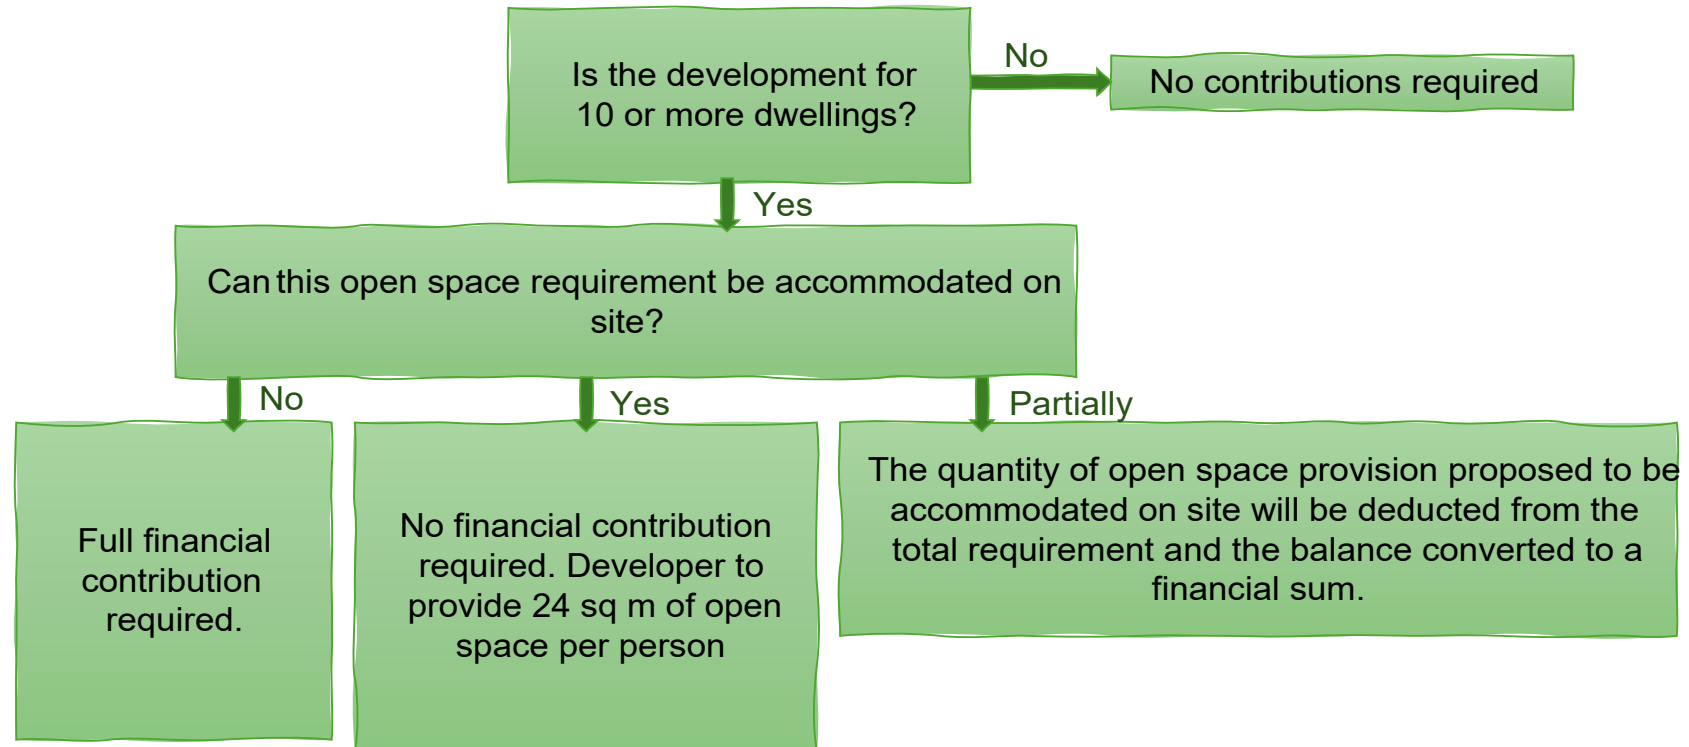 Is the development for
10 or more dwellings?
No
No contributions required
Yes
Can this open space requirement be accommodated on
site?
No
Yes
Partially
Full financial
contribution
required.
No financial contribution
required. Developer to
provide 24 sq m of open
space per person
The quantity of open space provision proposed to be
accommodated on site will be deducted from the
total requirement and the balance converted to a
financial sum.